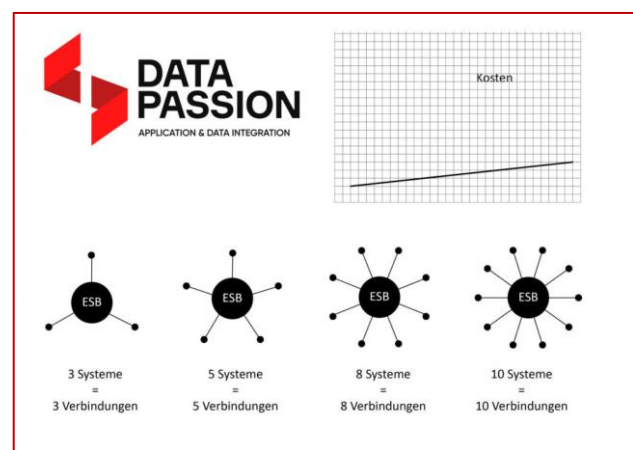 DATA
PASSION
APPLICATION & DATA INTEGRATION
Kosten
ESB
ESB
ESB
ESB
3 Systeme
=
3 Verbindungen
5 Systeme
=
5 Verbindungen
8 Systeme
=
8 Verbindungen
10 Systeme
=
10 Verbindungen